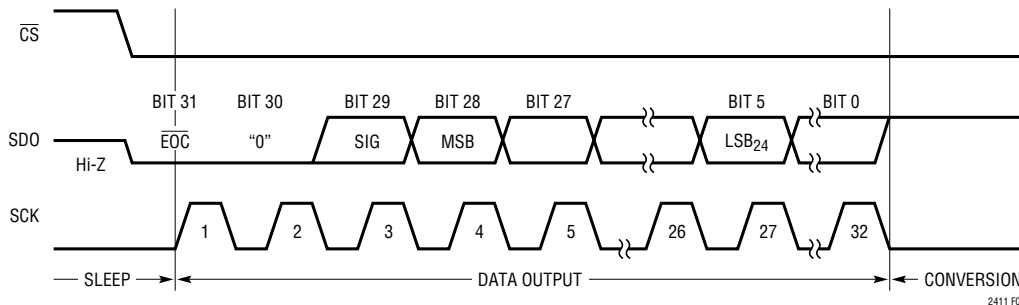 CS
BIT 31 BIT 30 BIT 29 BIT 28 BIT 27 BIT 5 BIT 0
SDO EOC “0” SIG MSB LSB24
Hi-Z
SCK
1 2 3 4 5 26 27 32
SLEEP DATA OUTPUT CONVERSION
2411 F0